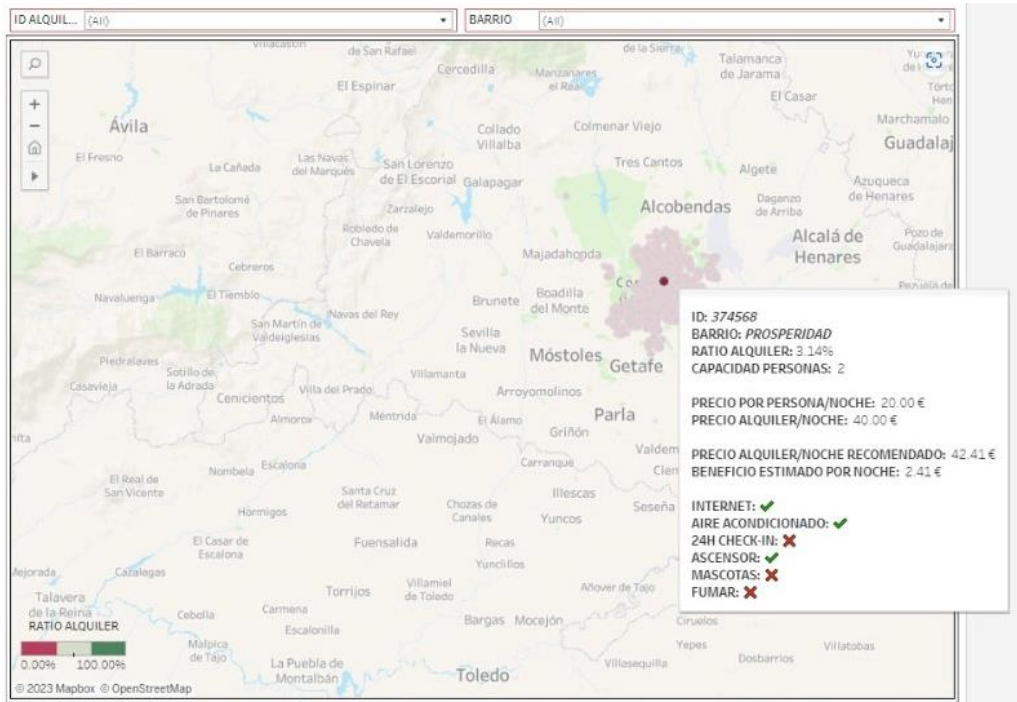 ID ALQUIL... (All)
BARRIO (All)
Villacastín
de San Rafael
de la Sierra
Talamanca
de Jarama
Cercedilla
Manzanares
el Real
El Espinar
El Casar
Marchamalo
Ávila
Collado
Villalba
Colmenar Viejo
Guadalaj
El Fresno
La Cañada
Las Navas
del Marqués
San Lorenzo
de El Escorial
Galapagar
Tres Cantos
Algete
Azuqueca
de Henares
San Bartolomé
de Pinares
Zarzalejo
Alcobendas
Daganzo
de Arriba
Robledo de
Chavela
Valdemorillo
Alcalá de
Henares
Pozo de
Guadalajara
El Barraco
Cebreros
Majadahonda
Navaluenga
El Tiemblo
Brunete
Boadilla
del Monte
Navas del Rey
San Martín de
Valdeiglesias
Sevilla
la Nueva
Móstoles
Getafe
Piedralaves
Sotillo de
la Adrada
Villamanta
Casavieja
Cenicientos
Villa del Prado
Arroyomolinos
Almorox
Méntrida
El Álamo
Griñón
Parla
Valmojado
Valdem
Carranque
Cien
Nombela
Escalona
El Real de
San Vicente
Illescas
Seseña
Hormigos
Santa Cruz
del Retamar
Chozas de
Canales
Yuncos
El Casar de
Escalona
Fuensalida
Recas
Yunclillos
Mejorada
Cazalegas
Torrijos
Villamiel
de Toledo
Añover de Tajo
Talavera
de la Reina
Cebolla
Carmena
Escalonilla
Bargas
Mocejón
Ciruelos
Malpica
de Tajo
Yepes
Dosbarrios
Villatobas
La Puebla de
Montalbán
Toledo
Villasequilla
ID: 374568
BARRIO: PROSPERIDAD
RATIO ALQUILER: 3.14%
CAPACIDAD PERSONAS: 2
PRECIO POR PERSONA/NOCHE: 20.00 €
PRECIO ALQUILER/NOCHE: 40.00 €
PRECIO ALQUILER/NOCHE RECOMENDADO: 42.41 €
BENEFICIO ESTIMADO POR NOCHE: 2.41 €
INTERNET: ✔
AIRE ACONDICIONADO: ✔
24H CHECK-IN: ✖
ASCENSOR: ✔
MASCOTAS: ✖
FUMAR: ✖
RATIO ALQUILER
0.00% 100.00%
© 2023 Mapbox © OpenStreetMap